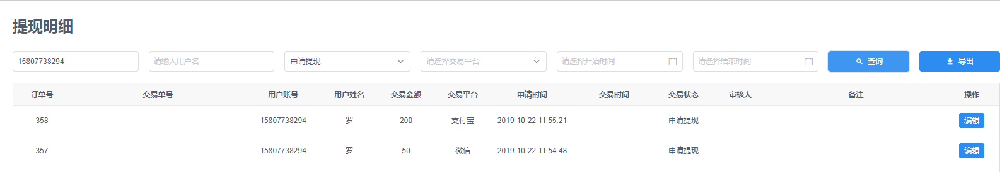 提现明细
15807738294 请输入用户名 申请提现 请选择交易平台 请选择开始时间 请选择结束时间 查询 导出
订单号 交易单号 用户账号 用户姓名 交易金额 交易平台 申请时间 交易时间 交易状态 审核人 备注 操作
358 15807738294 罗 200 支付宝 2019-10-22 11:55:21 申请提现 编辑
357 15807738294 罗 50 微信 2019-10-22 11:54:48 申请提现 编辑